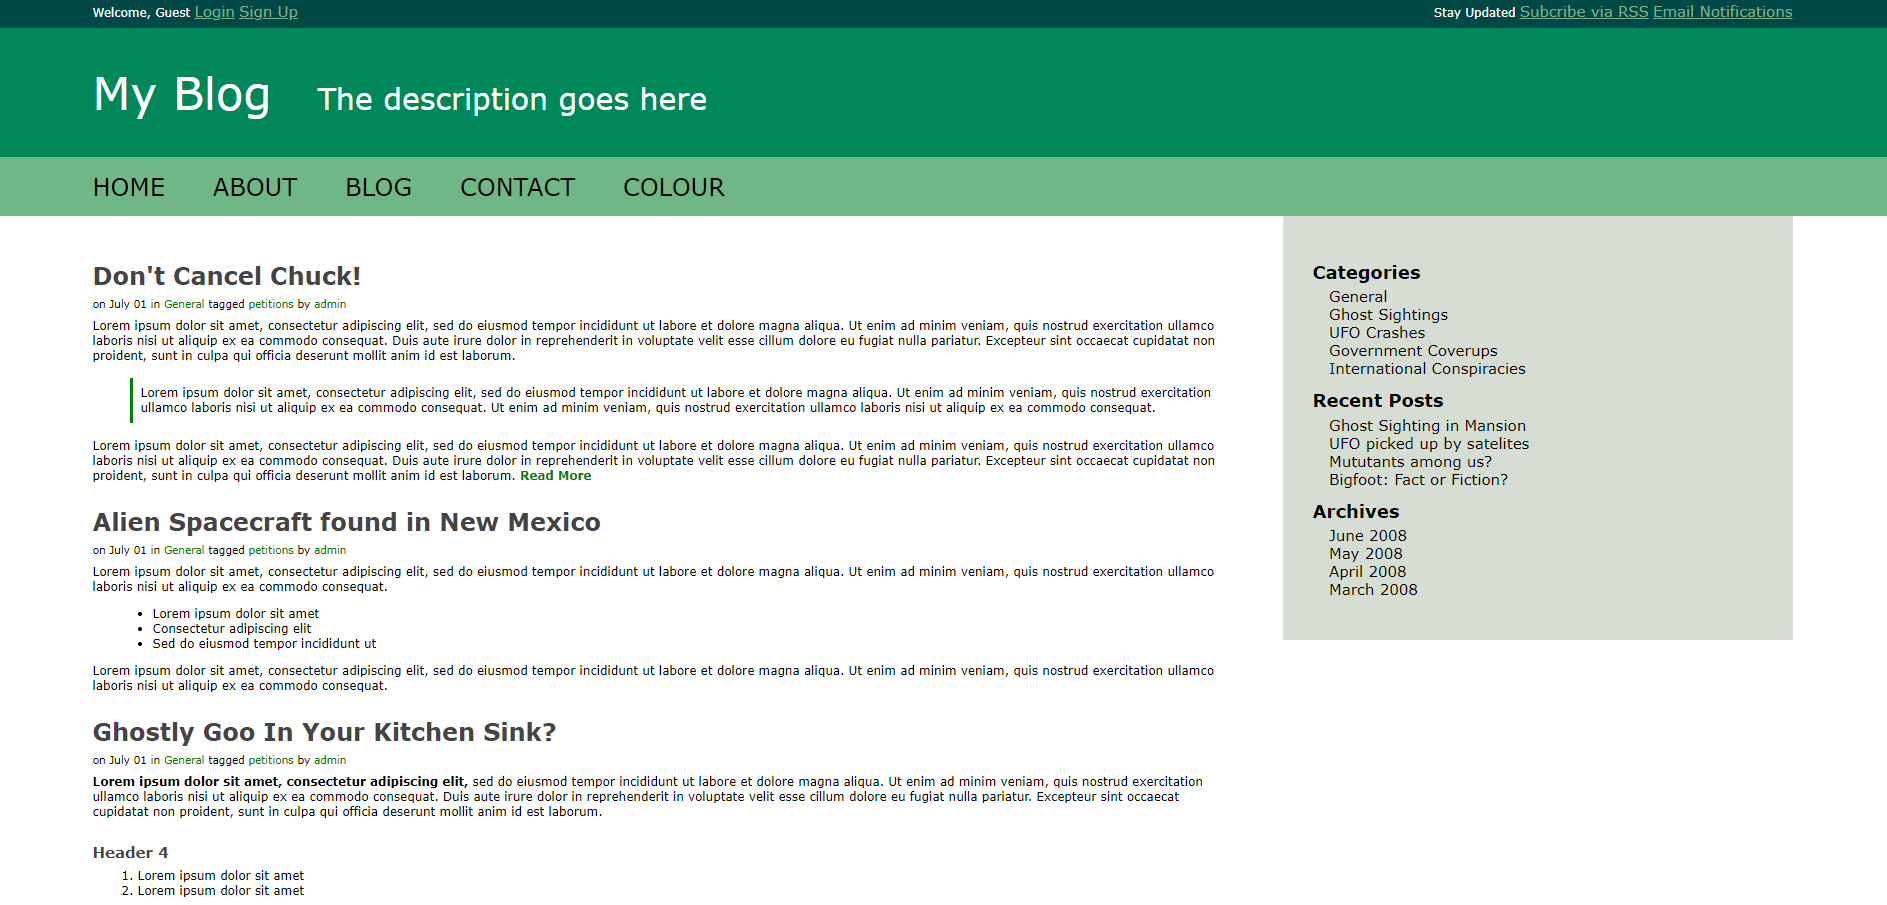 Welcome, Guest Login Sign Up
Stay Updated Subcribe via RSS Email Notifications
My Blog The description goes here
HOME ABOUT BLOG CONTACT COLOUR
Don't Cancel Chuck!
on July 01 in General tagged petitions by admin
Lorem ipsum dolor sit amet, consectetur adipiscing elit, sed do eiusmod tempor incididunt ut labore et dolore magna aliqua. Ut enim ad minim veniam, quis nostrud exercitation ullamco
laboris nisi ut aliquip ex ea commodo consequat. Duis aute irure dolor in reprehenderit in voluptate velit esse cillum dolore eu fugiat nulla pariatur. Excepteur sint occaecat cupidatat non
proident, sunt in culpa qui officia deserunt mollit anim id est laborum.
Lorem ipsum dolor sit amet, consectetur adipiscing elit, sed do eiusmod tempor incididunt ut labore et dolore magna aliqua. Ut enim ad minim veniam, quis nostrud exercitation
ullamco laboris nisi ut aliquip ex ea commodo consequat. Ut enim ad minim veniam, quis nostrud exercitation ullamco laboris nisi ut aliquip ex ea commodo consequat.
Lorem ipsum dolor sit amet, consectetur adipiscing elit, sed do eiusmod tempor incididunt ut labore et dolore magna aliqua. Ut enim ad minim veniam, quis nostrud exercitation ullamco
laboris nisi ut aliquip ex ea commodo consequat. Duis aute irure dolor in reprehenderit in voluptate velit esse cillum dolore eu fugiat nulla pariatur. Excepteur sint occaecat cupidatat non
proident, sunt in culpa qui officia deserunt mollit anim id est laborum. Read More
Alien Spacecraft found in New Mexico
on July 01 in General tagged petitions by admin
Lorem ipsum dolor sit amet, consectetur adipiscing elit, sed do eiusmod tempor incididunt ut labore et dolore magna aliqua. Ut enim ad minim veniam, quis nostrud exercitation ullamco
laboris nisi ut aliquip ex ea commodo consequat.
• Lorem ipsum dolor sit amet
• Consectetur adipiscing elit
• Sed do eiusmod tempor incididunt ut
Lorem ipsum dolor sit amet, consectetur adipiscing elit, sed do eiusmod tempor incididunt ut labore et dolore magna aliqua. Ut enim ad minim veniam, quis nostrud exercitation ullamco
laboris nisi ut aliquip ex ea commodo consequat.
Ghostly Goo In Your Kitchen Sink?
on July 01 in General tagged petitions by admin
Lorem ipsum dolor sit amet, consectetur adipiscing elit, sed do eiusmod tempor incididunt ut labore et dolore magna aliqua. Ut enim ad minim veniam, quis nostrud exercitation
ullamco laboris nisi ut aliquip ex ea commodo consequat. Duis aute irure dolor in reprehenderit in voluptate velit esse cillum dolore eu fugiat nulla pariatur. Excepteur sint occaecat
cupidatat non proident, sunt in culpa qui officia deserunt mollit anim id est laborum.
Header 4
1. Lorem ipsum dolor sit amet
2. Lorem ipsum dolor sit amet
Categories
General
Ghost Sightings
UFO Crashes
Government Coverups
International Conspiracies
Recent Posts
Ghost Sighting in Mansion
UFO picked up by satelites
Mututants among us?
Bigfoot: Fact or Fiction?
Archives
June 2008
May 2008
April 2008
March 2008